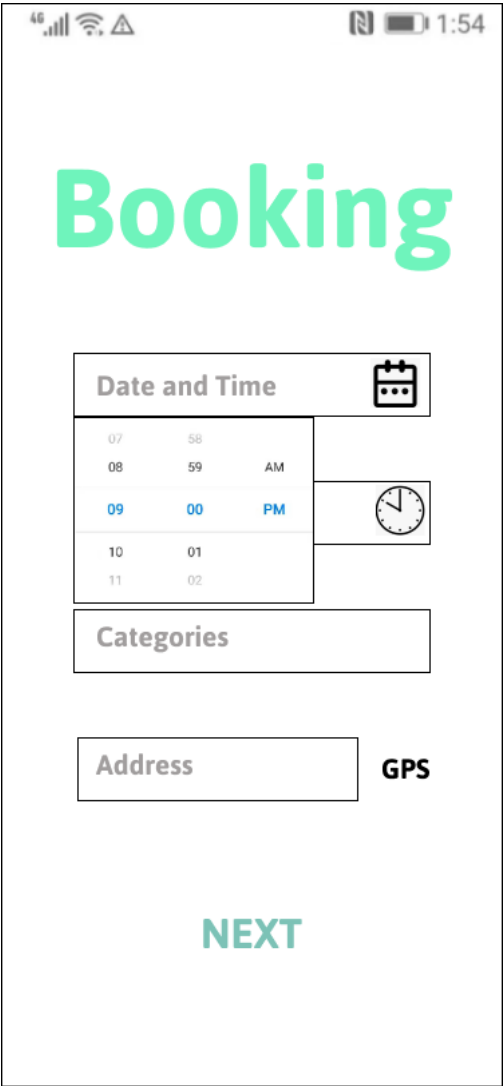 4G 1:54
Booking
Date and Time
07 58
08 59 AM
09 00 PM
10 01
11 02
Categories
Address GPS
NEXT